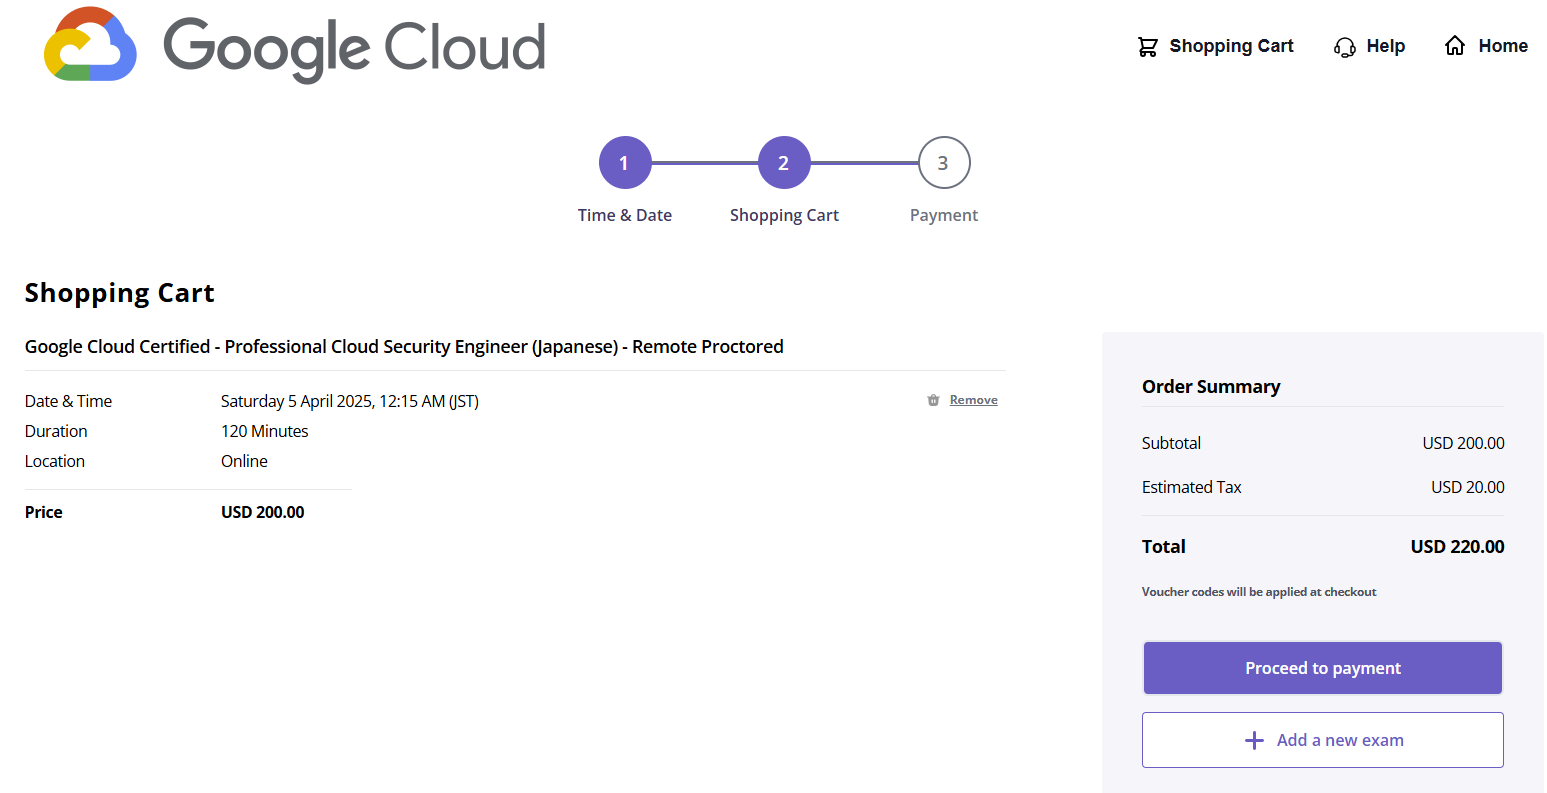 Google Cloud
Shopping Cart
Help
Home
1
2
3
Time & Date
Shopping Cart
Payment
Shopping Cart
Google Cloud Certified - Professional Cloud Security Engineer (Japanese) - Remote Proctored
Date & Time Saturday 5 April 2025, 12:15 AM (JST) Remove
Duration 120 Minutes
Location Online
Price USD 200.00
Order Summary
Subtotal USD 200.00
Estimated Tax USD 20.00
Total USD 220.00
Voucher codes will be applied at checkout
Proceed to payment
Add a new exam